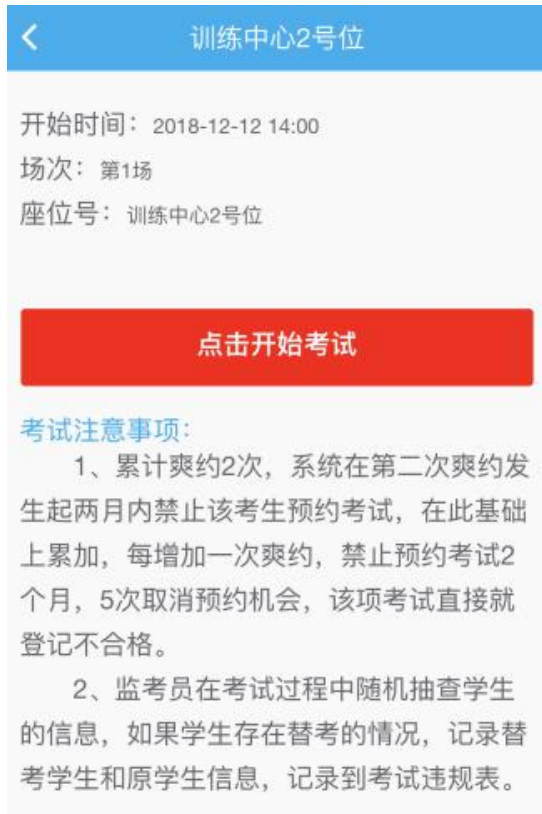 训练中心2号位
开始时间：2018-12-12 14:00
场次：第1场
座位号：训练中心2号位
点击开始考试
考试注意事项：
1、累计爽约2次，系统在第二次爽约发
生起两月内禁止该考生预约考试，在此基础
上累加，每增加一次爽约，禁止预约考试2
个月，5次取消预约机会，该项考试直接就
登记不合格。
2、监考员在考试过程中随机抽查学生
的信息，如果学生存在替考的情况，记录替
考学生和原学生信息，记录到考试违规表。